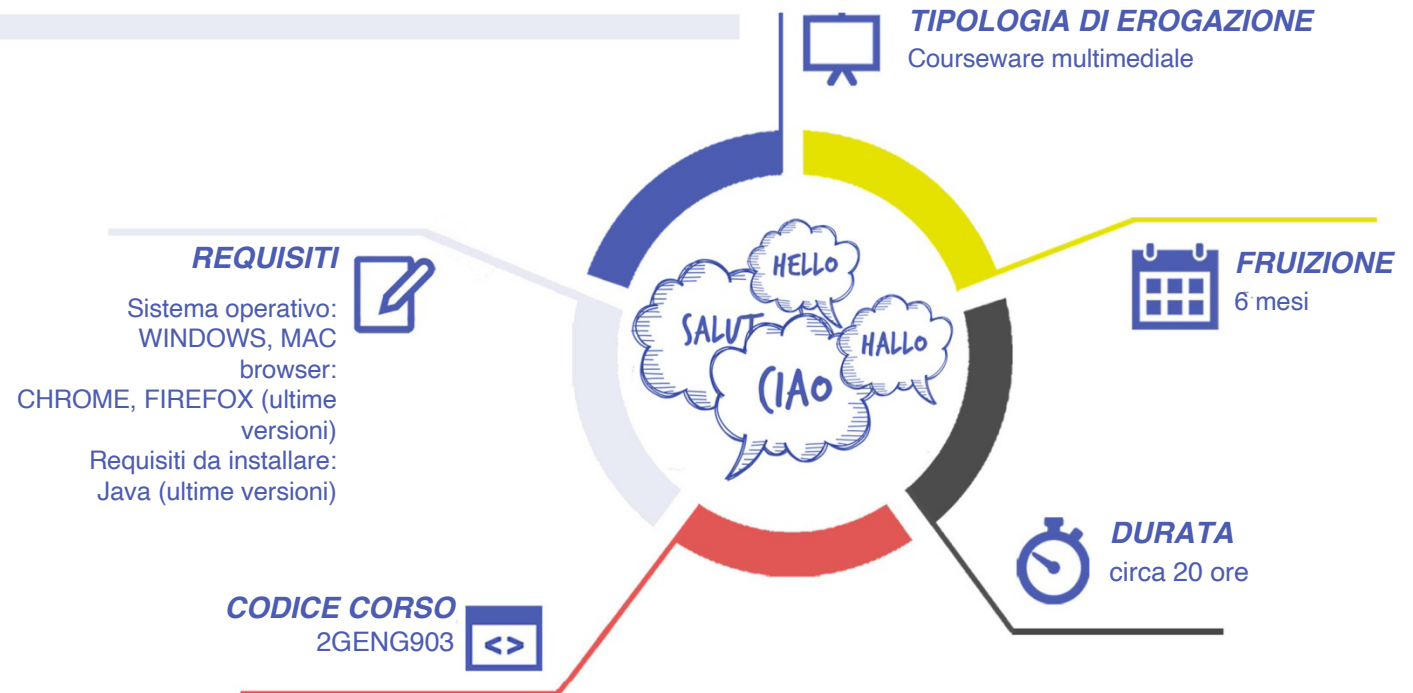 TIPOLOGIA DI EROGAZIONE
Courseware multimediale
REQUISITI
Sistema operativo:
WINDOWS, MAC
browser:
CHROME, FIREFOX (ultime
versioni)
Requisiti da installare:
Java (ultime versioni)
HELLO
SALUT
HALLO
CIAO
FRUIZIONE
6 mesi
DURATA
circa 20 ore
CODICE CORSO
2GENG903
<>